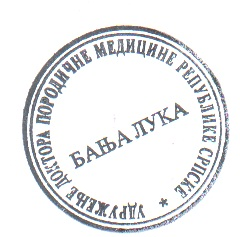 УДРУЖЕЊЕ ДОКТОРА ПОРОДИЧНЕ МЕДИЦИНЕ РЕПУБЛИКЕ СРПСКЕ *
БАЊА ЛУКА